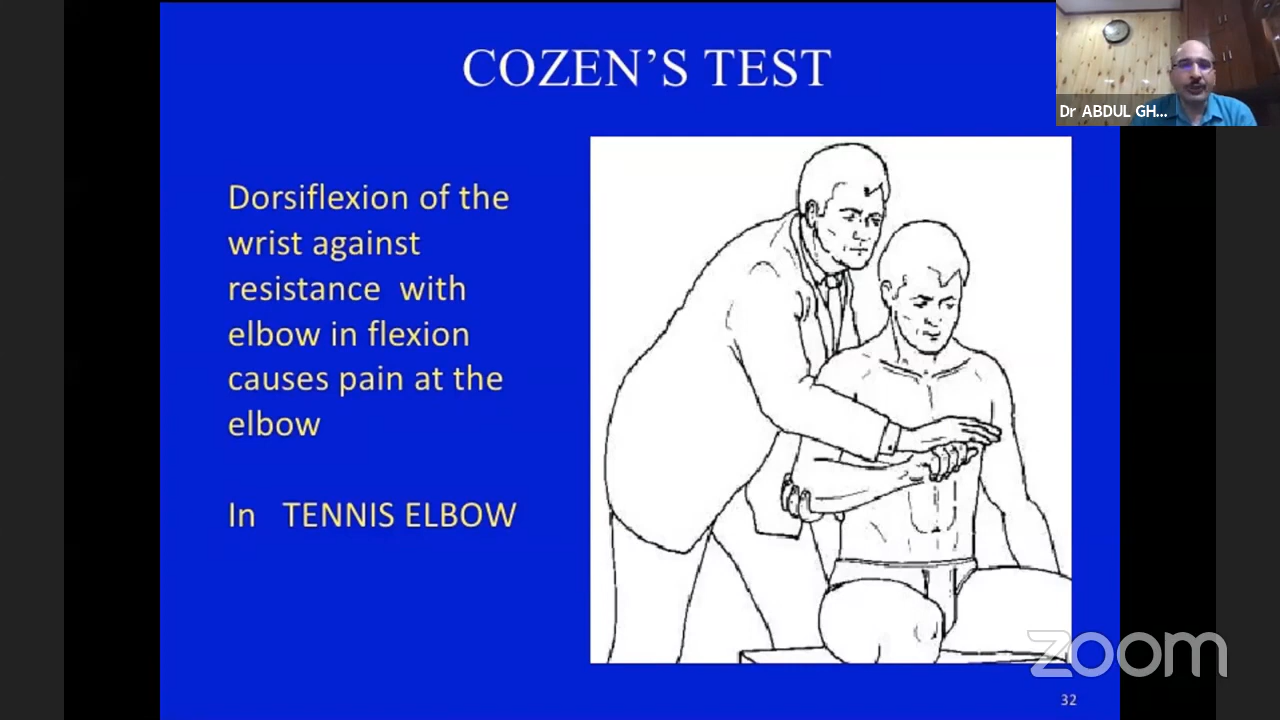 COZEN'S TEST
Dr ABDUL GH...
Dorsiflexion of the
wrist against
resistance with
elbow in flexion
causes pain at the
elbow
In TENNIS ELBOW
zoom
32